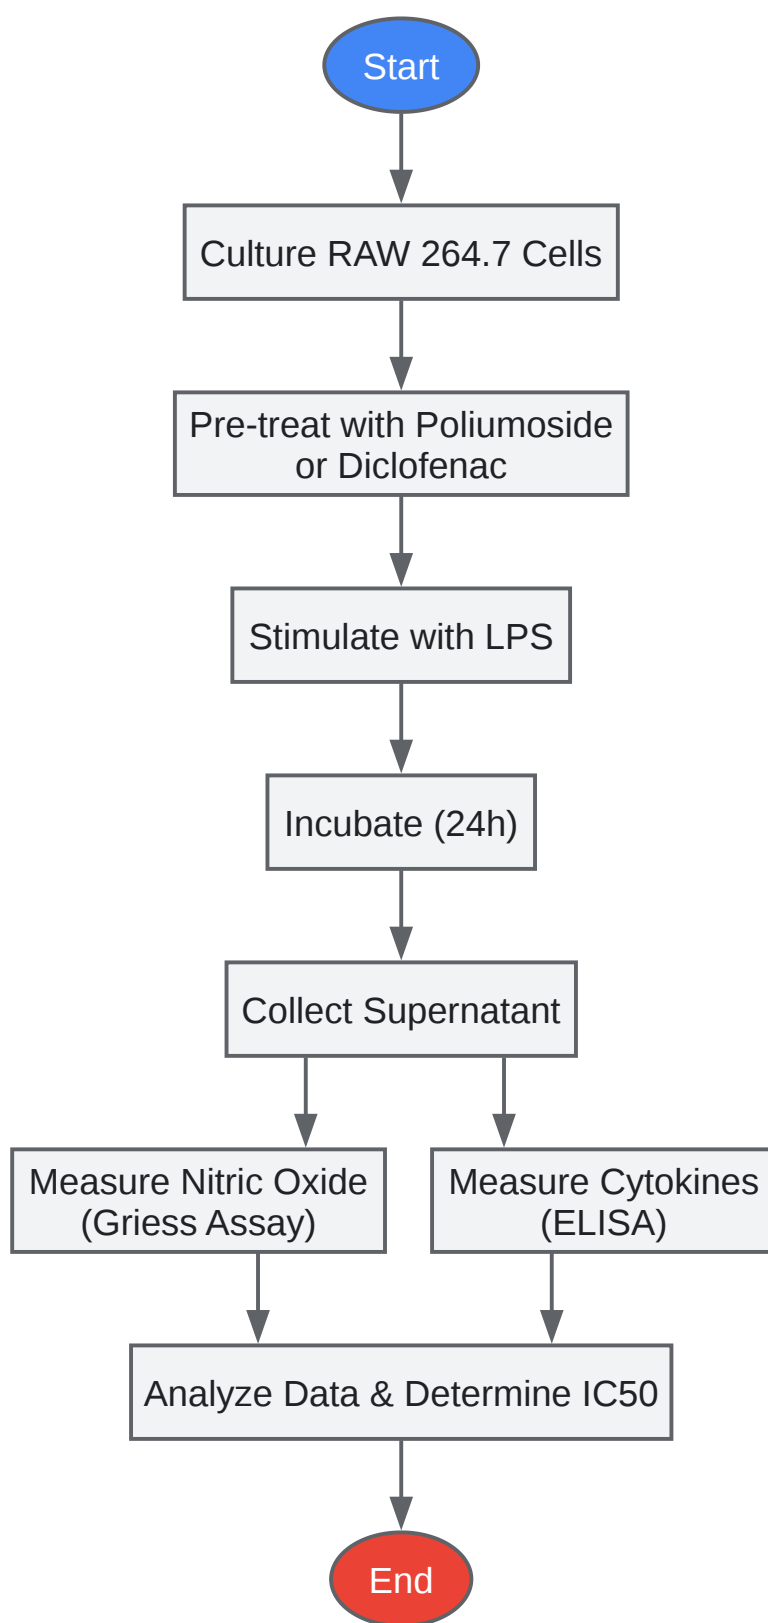 Start
Culture RAW 264.7 Cells
Pre-treat with Poliumoside
or Diclofenac
Stimulate with LPS
Incubate (24h)
Collect Supernatant
Measure Nitric Oxide
(Griess Assay)
Measure Cytokines
(ELISA)
Analyze Data & Determine IC50
End